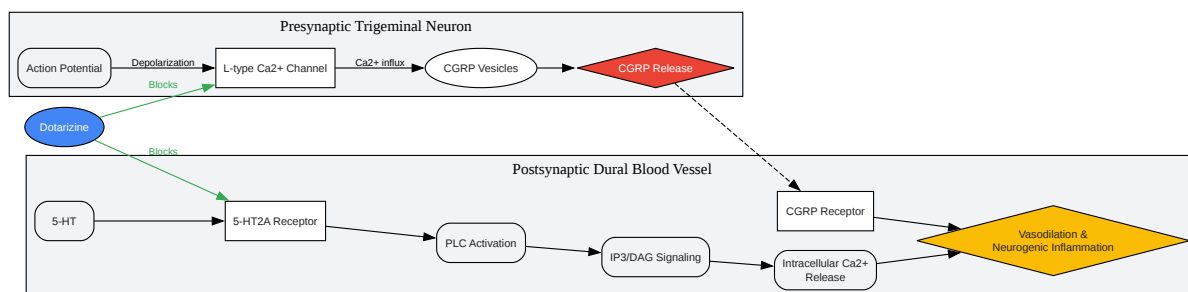 Presynaptic Trigeminal Neuron
Action Potential
Depolarization
L-type Ca2+ Channel
Ca2+ influx
CGRP Vesicles
CGRP Release
Blocks
Dotarizine
Blocks
Postsynaptic Dural Blood Vessel
5-HT
5-HT2A Receptor
PLC Activation
IP3/DAG Signaling
Intracellular Ca2+
Release
CGRP Receptor
Vasodilation &
Neurogenic Inflammation